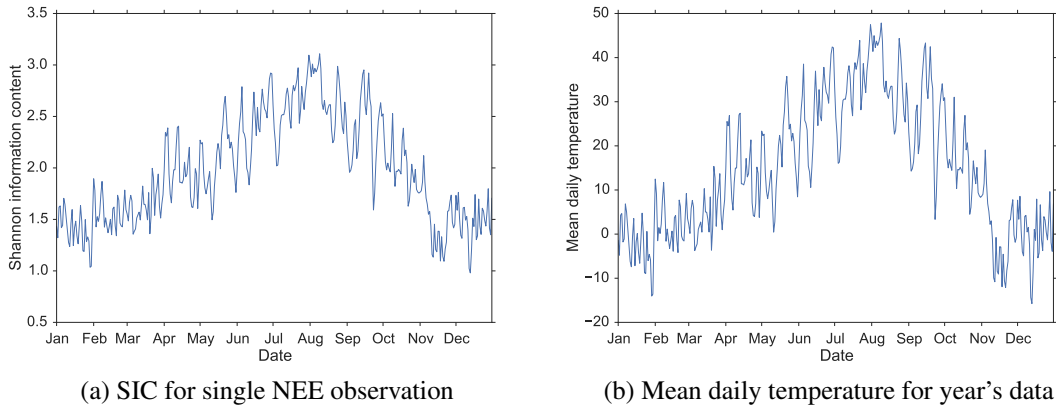 3.5
3.0
2.5
2.0
1.5
1.0
0.5
Shannon information content
Jan Feb Mar Apr May Jun Jul Aug Sep Oct Nov Dec
Date
(a) SIC for single NEE observation
50
40
30
20
10
0
−10
−20
Mean daily temperature
Jan Feb Mar Apr May Jun Jul Aug Sep Oct Nov Dec
Date
(b) Mean daily temperature for year's data